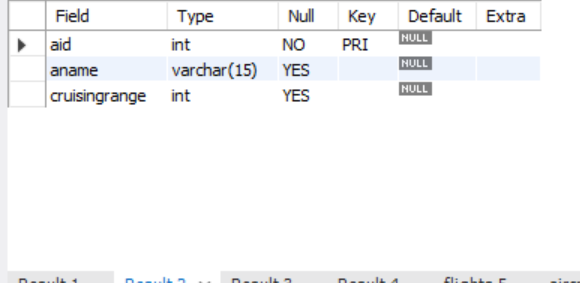 Field Type Null Key Default Extra
aid int NO PRI NULL
aname varchar(15) YES NULL
cruisingrange int YES NULL
Result 1 Result 2 Result 3 Result 4 flights 5